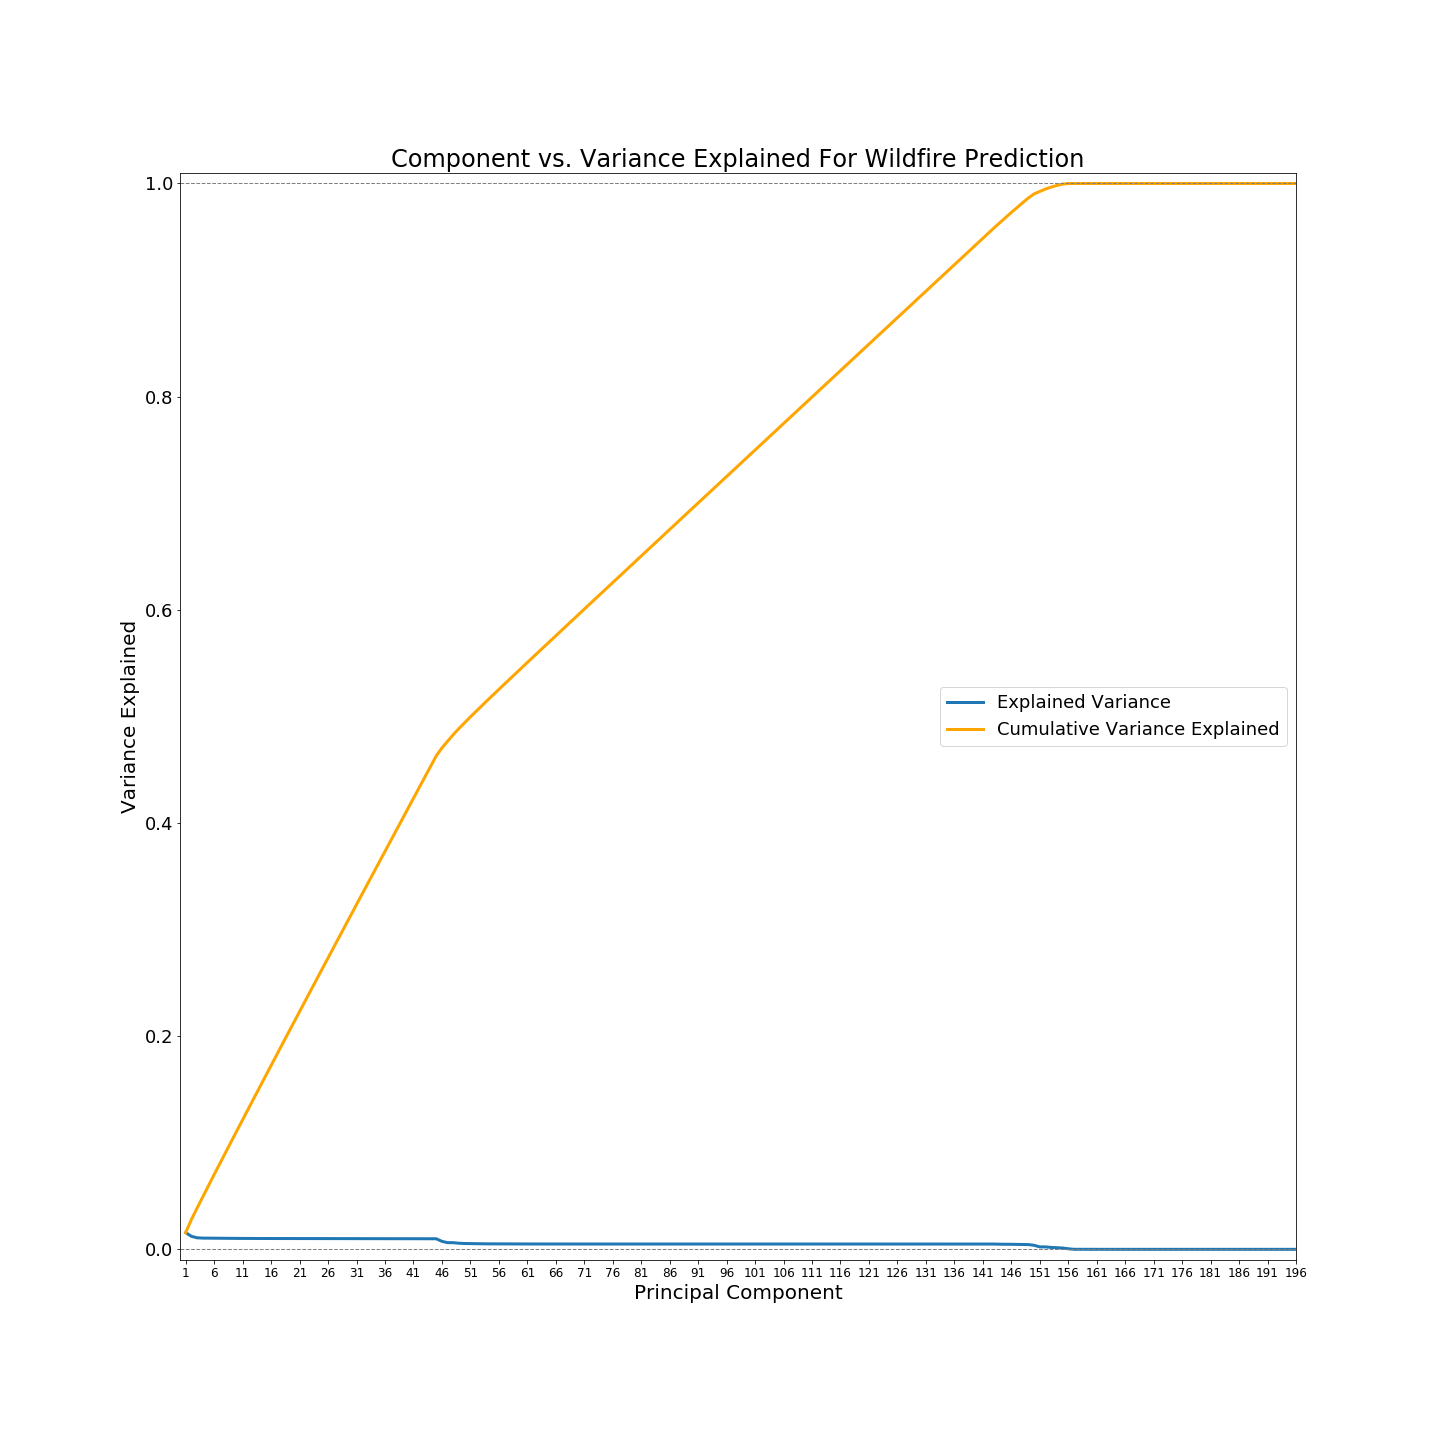 Component vs. Variance Explained For Wildfire Prediction
1.0
0.8
0.6
0.4
0.2
0.0
Variance Explained
Explained Variance
Cumulative Variance Explained
1 6 11 16 21 26 31 36 41 46 51 56 61 66 71 76 81 86 91 96 101 106 111 116 121 126 131 136 141 146 151 156 161 166 171 176 181 186 191 196
Principal Component